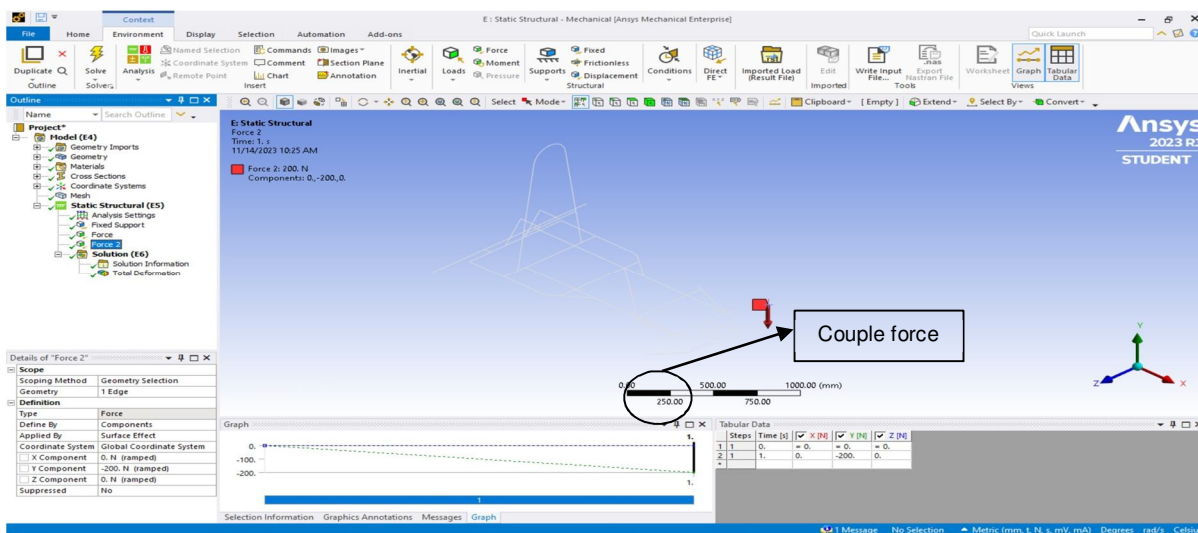 Context
E : Static Structural - Mechanical [Ansys Mechanical Enterprise]
File Home Environment Display Selection Automation Add-ons
Quick Launch
Duplicate Q
Outline
Solve
Solvers
Analysis
Named Selection
Coordinate System
Remote Point
Commands
Comment
Chart
Images
Section Plane
Annotation
Insert
Inertial
Loads
Force
Moment
Pressure
Supports
Fixed
Frictionless
Displacement
Structural
Conditions
Direct FE
Imported Load (Result File)
Edit
Imported
Write Input File...
Export .nas Nastran File
Tools
Worksheet
Graph
Tabular Data
Views
Outline
Name
Search Outline
Select
Mode
Clipboard
[ Empty ]
Extend
Select By
Convert
Project*
Model (E4)
Geometry Imports
Geometry
Materials
Cross Sections
Coordinate Systems
Mesh
Static Structural (E5)
Analysis Settings
Fixed Support
Force
Force 2
Solution (E6)
Solution Information
Total Deformation
E: Static Structural
Force 2
Time: 1. s
11/14/2023 10:25 AM
Force 2: 200. N
Components: 0.,-200.,0.
Ansys
2023 R1
STUDENT
Couple force
0.00 500.00 1000.00 (mm)
250.00 750.00
Y
Z
X
Details of "Force 2"
Scope
Scoping Method Geometry Selection
Geometry 1 Edge
Definition
Type Force
Define By Components
Applied By Surface Effect
Coordinate System Global Coordinate System
X Component 0. N (ramped)
Y Component -200. N (ramped)
Z Component 0. N (ramped)
Suppressed No
Graph
1.
0.
-100.
-200.
1.
1
Tabular Data
Steps Time [s] X [N] Y [N] Z [N]
1 1 0. = 0. = 0. = 0.
2 1 1. 0. -200. 0.
*
Selection Information Graphics Annotations Messages Graph
1 Message No Selection Metric (mm, t, N, s, mV, mA) Degrees rad/s Celsiu